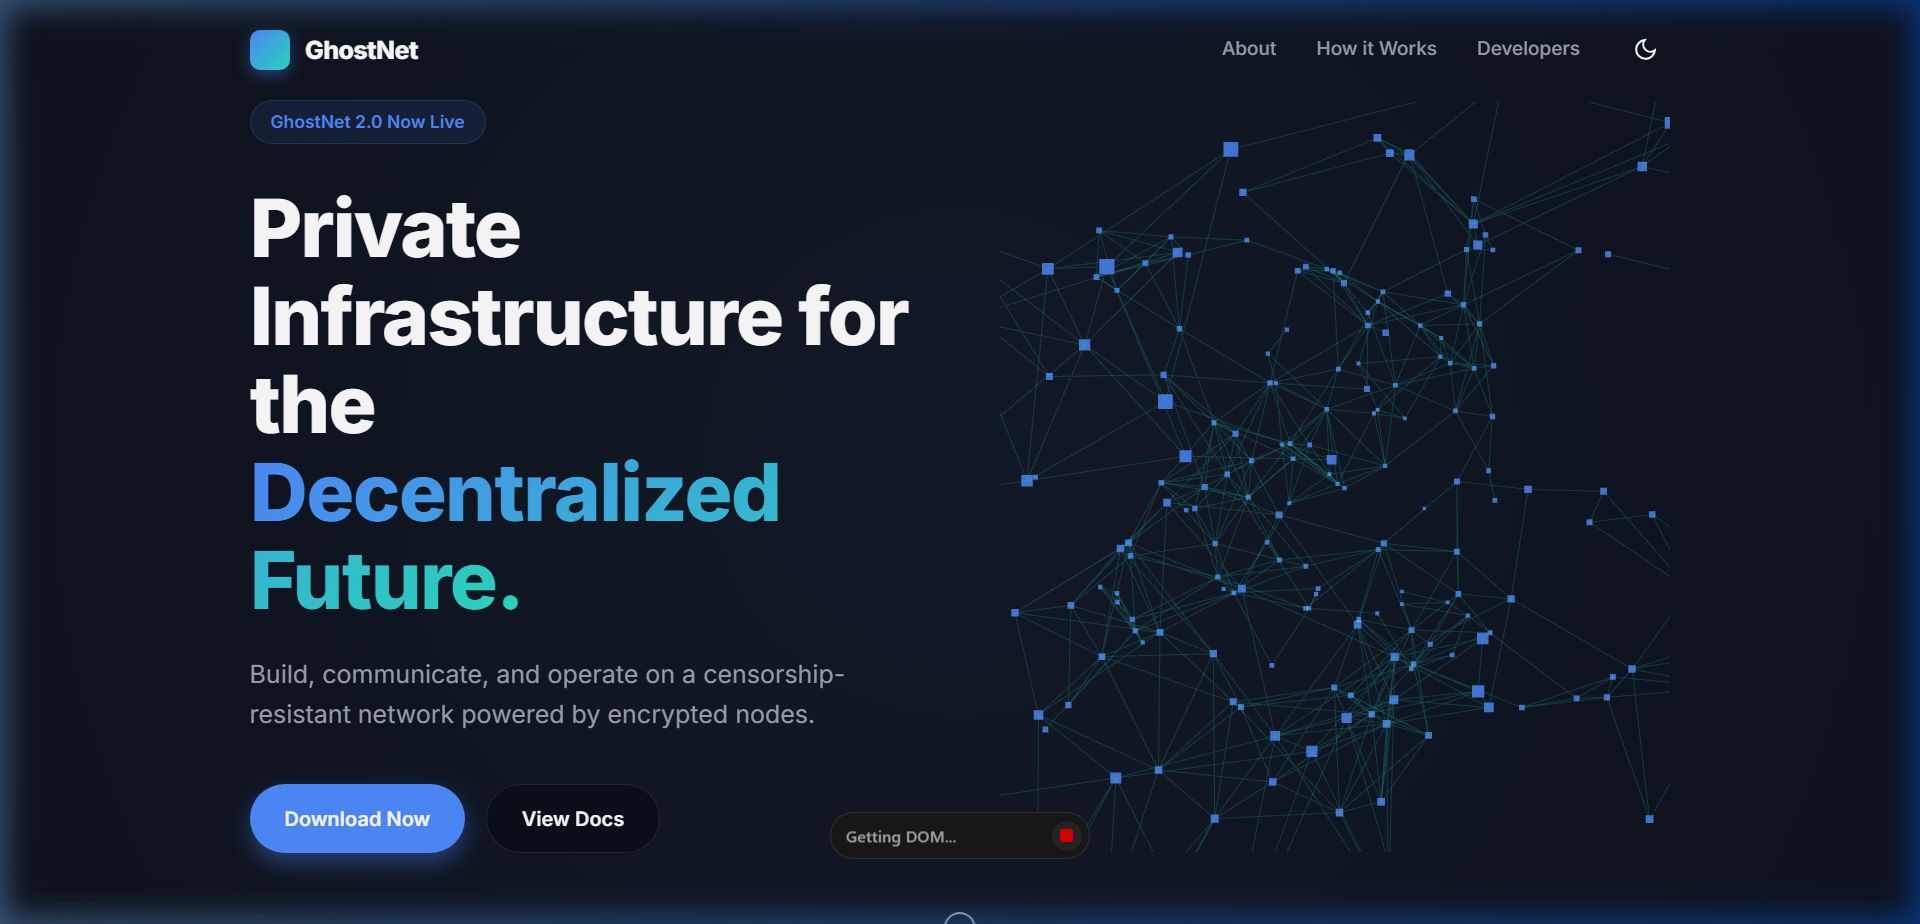 GhostNet
About
How it Works
Developers
GhostNet 2.0 Now Live
Private
Infrastructure for
the
Decentralized
Future.
Build, communicate, and operate on a censorship-
resistant network powered by encrypted nodes.
Download Now
View Docs
Getting DOM...